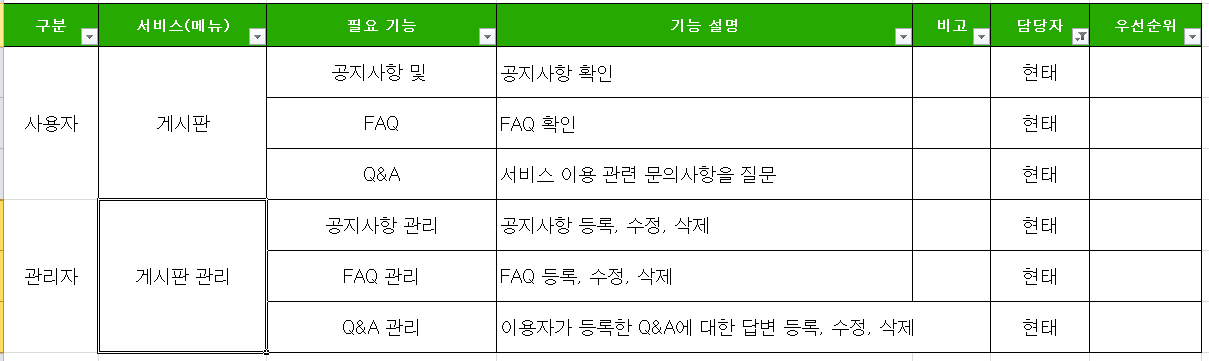 구분 서비스(메뉴) 필요 기능 기능 설명 비고 담당자 우선순위
사용자 게시판 공지사항 및 공지사항 확인 현태
FAQ FAQ 확인 현태
Q&A 서비스 이용 관련 문의사항을 질문 현태
관리자 게시판 관리 공지사항 관리 공지사항 등록, 수정, 삭제 현태
FAQ 관리 FAQ 등록, 수정, 삭제 현태
Q&A 관리 이용자가 등록한 Q&A에 대한 답변 등록, 수정, 삭제 현태